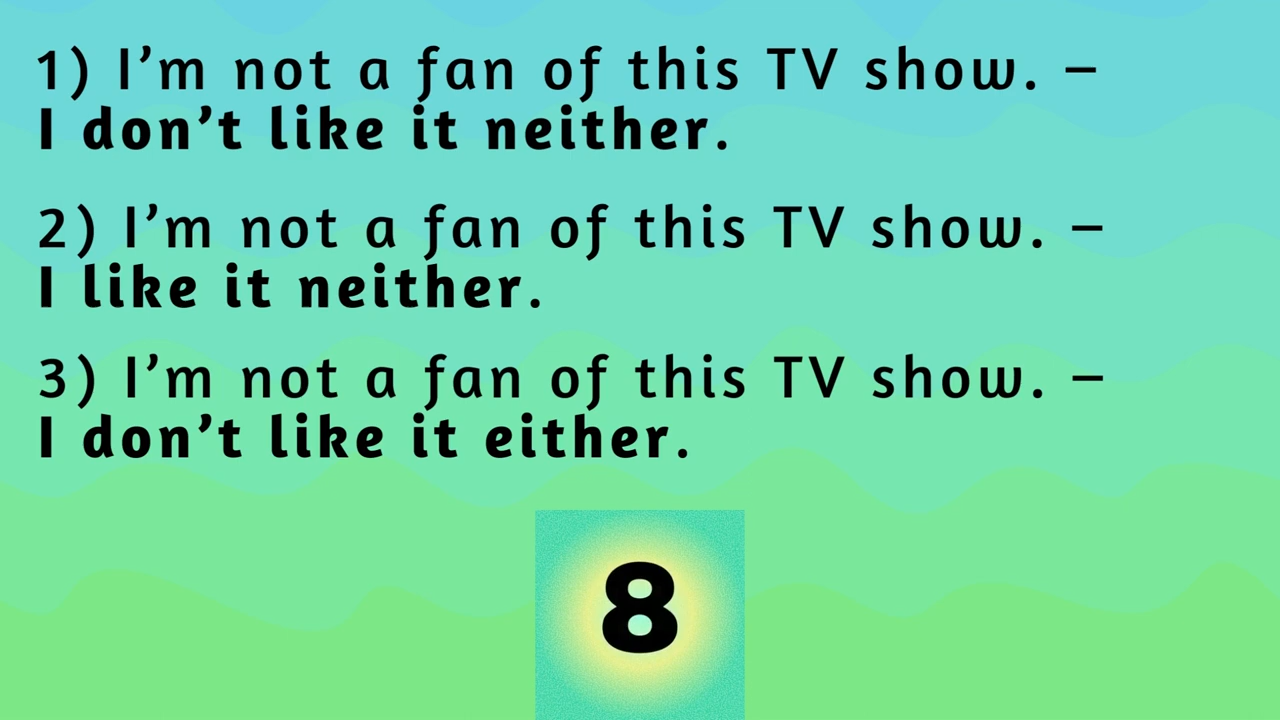 1) I’m not a fan of this TV show. –
I don’t like it neither.
2) I’m not a fan of this TV show. –
I like it neither.
3) I’m not a fan of this TV show. –
I don’t like it either.
8